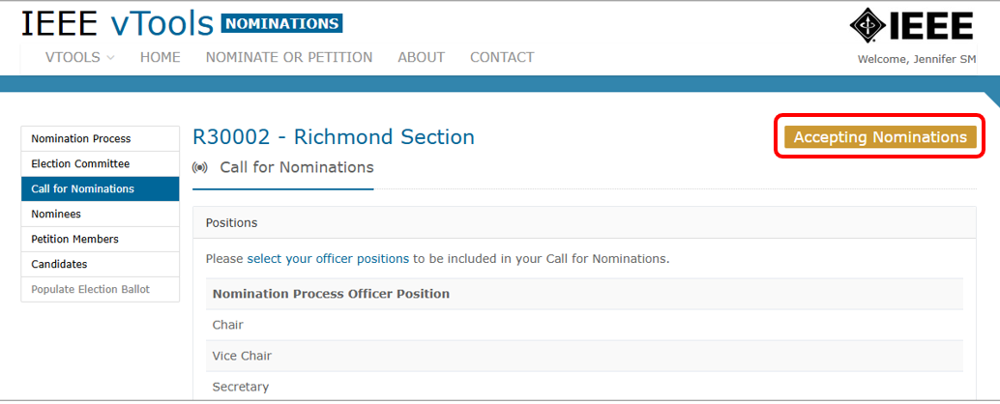 IEEE vTools NOMINATIONS
IEEE
VTOOLS HOME NOMINATE OR PETITION ABOUT CONTACT
Welcome, Jennifer SM
Nomination Process
Election Committee
Call for Nominations
Nominees
Petition Members
Candidates
Populate Election Ballot
R30002 - Richmond Section
Accepting Nominations
Call for Nominations
Positions
Please select your officer positions to be included in your Call for Nominations.
Nomination Process Officer Position
Chair
Vice Chair
Secretary